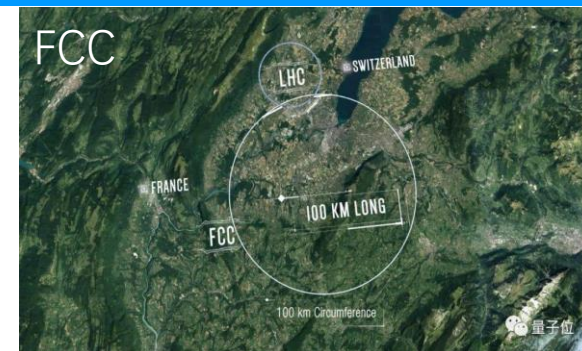 FCC
LHC
SWITZERLAND
FRANCE
100 KM LONG
FCC
100 km Circumference
量子位